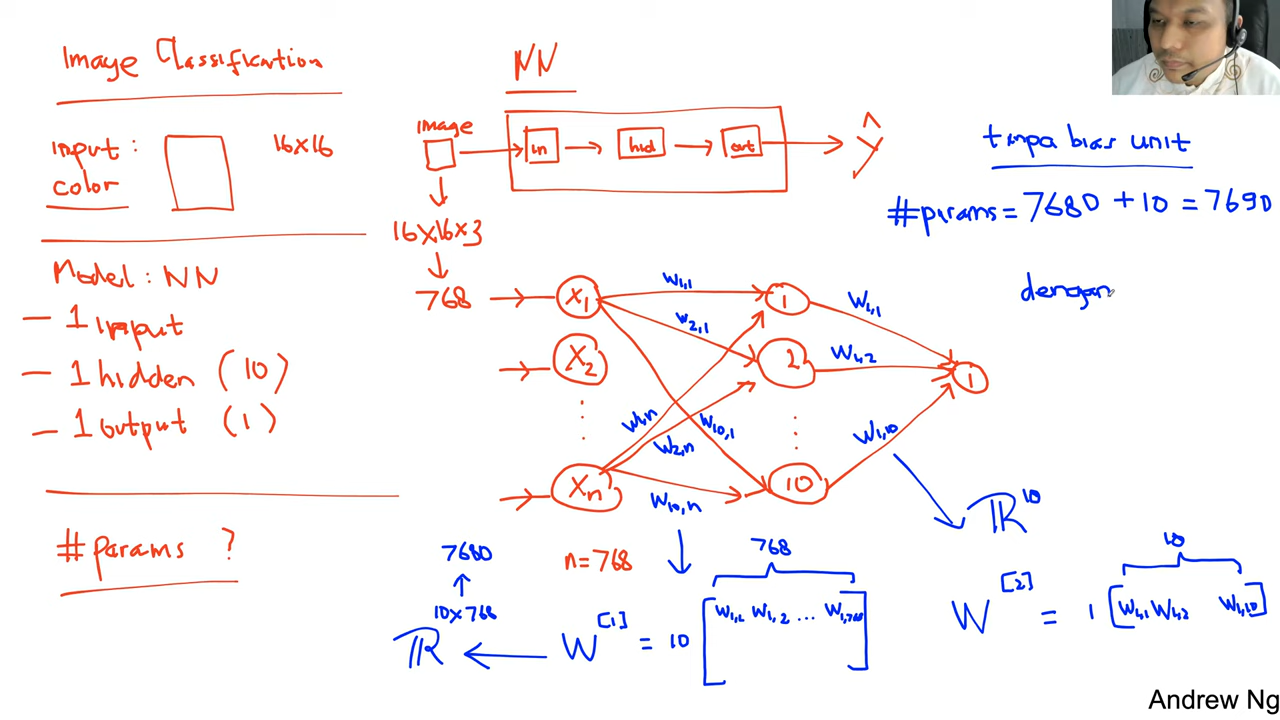 Image Classification
input : 16x16
color
Model : NN
– 1 input
– 1 hidden (10)
– 1 output (1)
#params ?
NN
image
in → hid → out → ŷ
16x16x3
768
X1
X2
Xn
1
2
10
1
W1,1
W2,1
W10,1
W1,n
W2,n
W10,n
W1,1
W1,2
W1,10
n=768
7680
10x768
ℝ ← W[1] = 10 [W1,1 W1,2 ... W1,768]
768
ℝ10
10
W[2] = 1 [W1,1 W1,2 W1,10]
tanpa bias unit
#params = 7680 + 10 = 7690
dengan
Andrew Ng